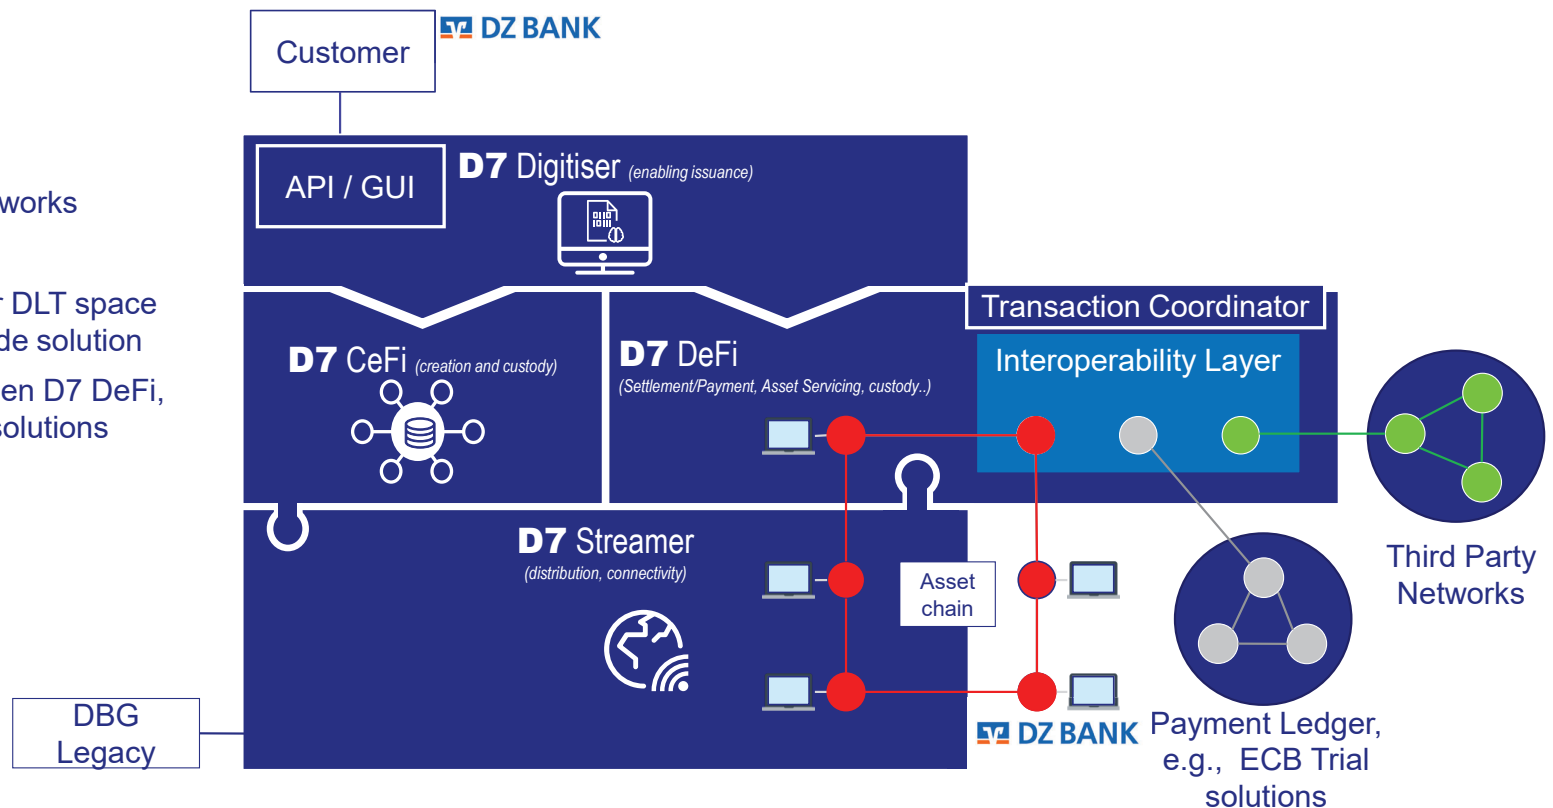 DZ BANK
Customer
API / GUI
D7 Digitiser (enabling issuance)
works
r DLT space
de solution
en D7 DeFi,
solutions
D7 CeFi (creation and custody)
D7 DeFi
(Settlement/Payment, Asset Servicing, custody..)
Transaction Coordinator
Interoperability Layer
D7 Streamer
(distribution, connectivity)
Asset
chain
Third Party
Networks
DBG
Legacy
DZ BANK
Payment Ledger,
e.g., ECB Trial
solutions